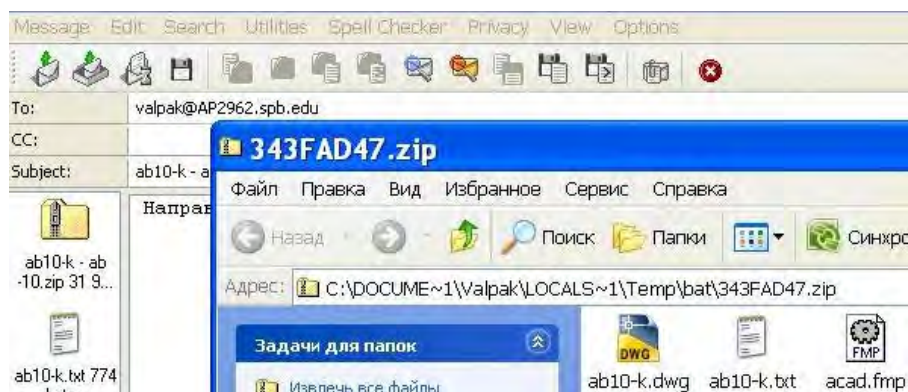 Message Edit Search Utilities Spell Checker Privacy View Options
To: valpak@AP2962.spb.edu
CC:
Subject: ab10-k - a
343FAD47.zip
Файл Правка Вид Избранное Сервис Справка
Направ
Назад Поиск Папки Синхро
ab10-k - ab
-10.zip 31 9...
Адрес: C:\DOCUME~1\Valpak\LOCALS~1\Temp\bat\343FAD47.zip
Задачи для папок
DWG
FMP
ab10-k.txt 774
Извлечь все файлы
ab10-k.dwg ab10-k.txt acad.fmp